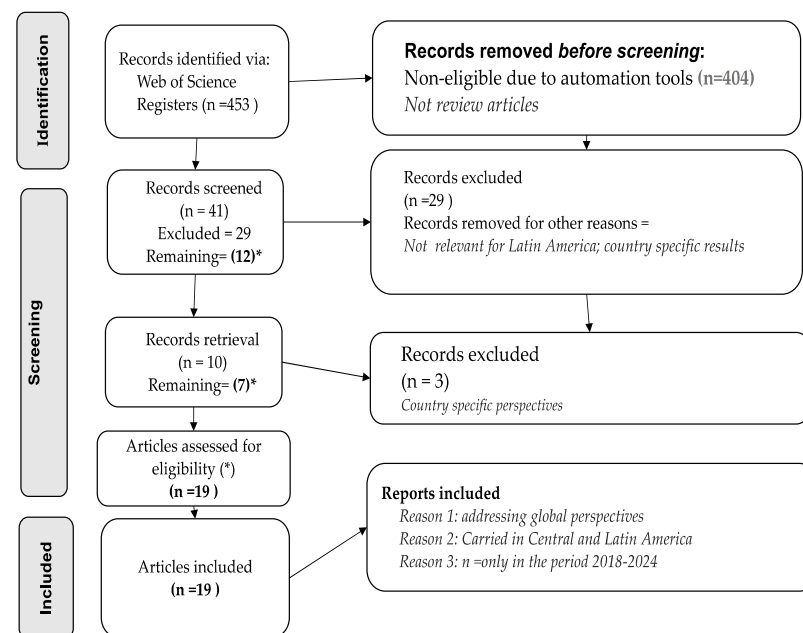 Identification
Records identified via:
Web of Science
Registers (n =453 )
Records removed before screening:
Non-eligible due to automation tools (n=404)
Not review articles
Screening
Records screened
(n = 41)
Excluded = 29
Remaining= (12)*
Records excluded
(n =29 )
Records removed for other reasons =
Not relevant for Latin America; country specific results
Records retrieval
(n = 10)
Remaining= (7)*
Records excluded
(n = 3)
Country specific perspectives
Articles assessed for
eligibility (*)
(n =19 )
Included
Articles included
(n =19 )
Reports included
Reason 1: addressing global perspectives
Reason 2: Carried in Central and Latin America
Reason 3: n =only in the period 2018-2024